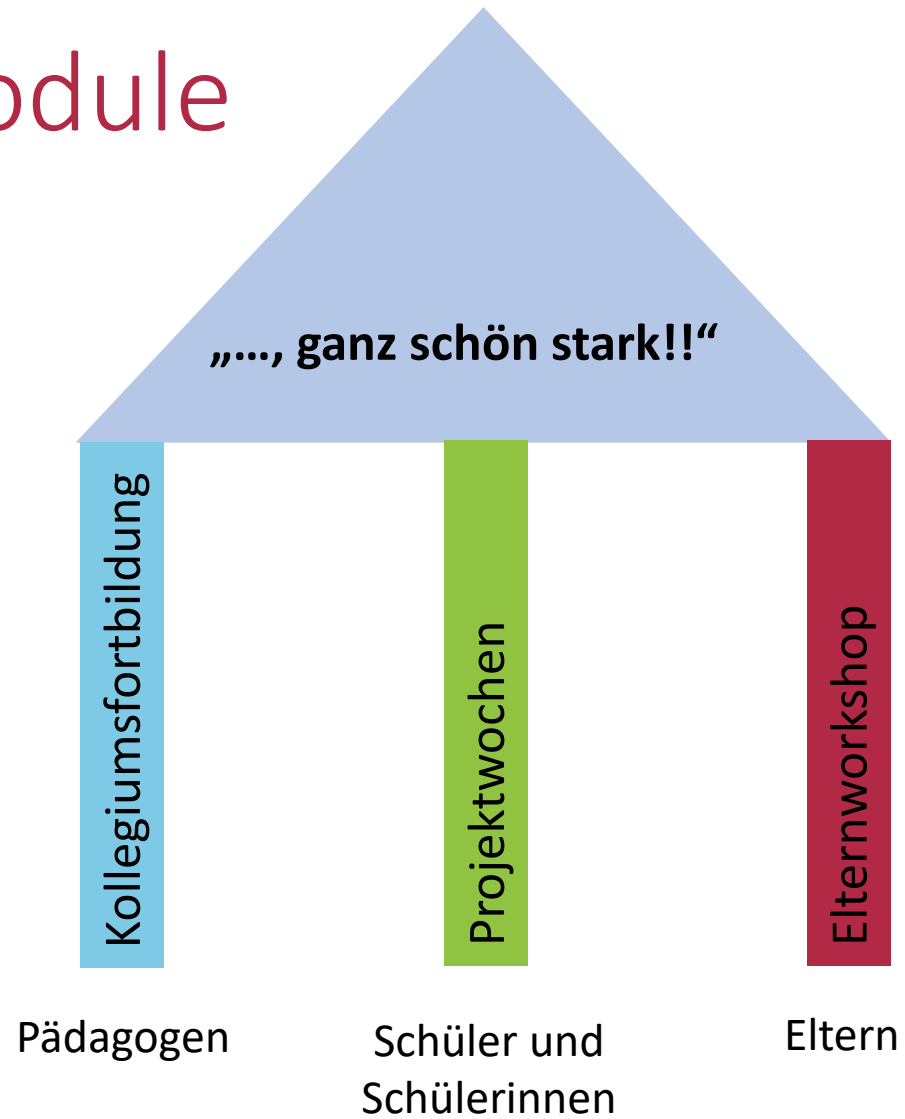 odule
„…, ganz schön stark!!“
Kollegiumsfortbildung
Projektwochen
Elternworkshop
Pädagogen
Schüler und
Schülerinnen
Eltern